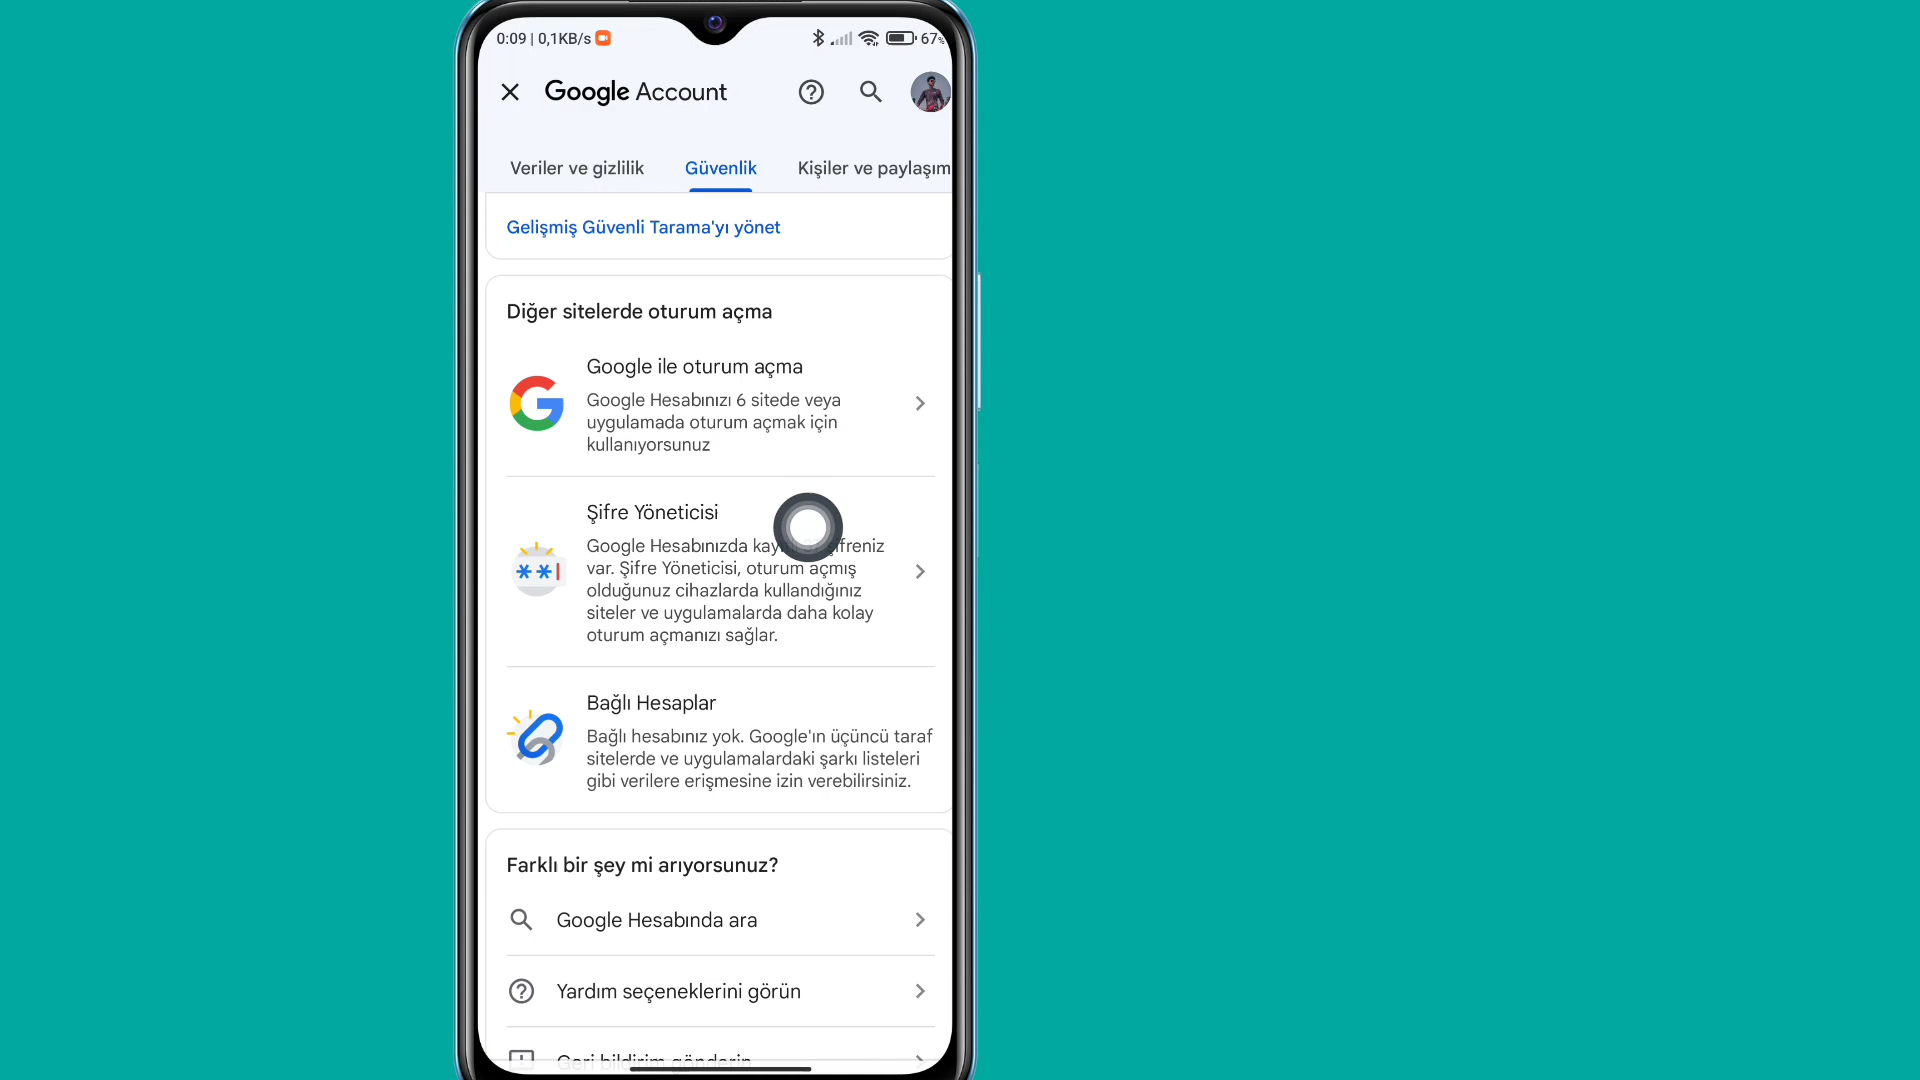 0:09 | 0,1KB/s
67%
Google Account
Veriler ve gizlilik
Güvenlik
Kişiler ve paylaşım
Gelişmiş Güvenli Tarama'yı yönet
Diğer sitelerde oturum açma
Google ile oturum açma
Google Hesabınızı 6 sitede veya
uygulamada oturum açmak için
kullanıyorsunuz
Şifre Yöneticisi
Google Hesabınızda şifreniz
var. Şifre Yöneticisi, oturum açmış
olduğunuz cihazlarda kullandığınız
siteler ve uygulamalarda daha kolay
oturum açmanızı sağlar.
Bağlı Hesaplar
Bağlı hesabınız yok. Google'ın üçüncü taraf
sitelerde ve uygulamalardaki şarkı listeleri
gibi verilere erişmesine izin verebilirsiniz.
Farklı bir şey mi arıyorsunuz?
Google Hesabında ara
Yardım seçeneklerini görün
Geri bildirim gönderin